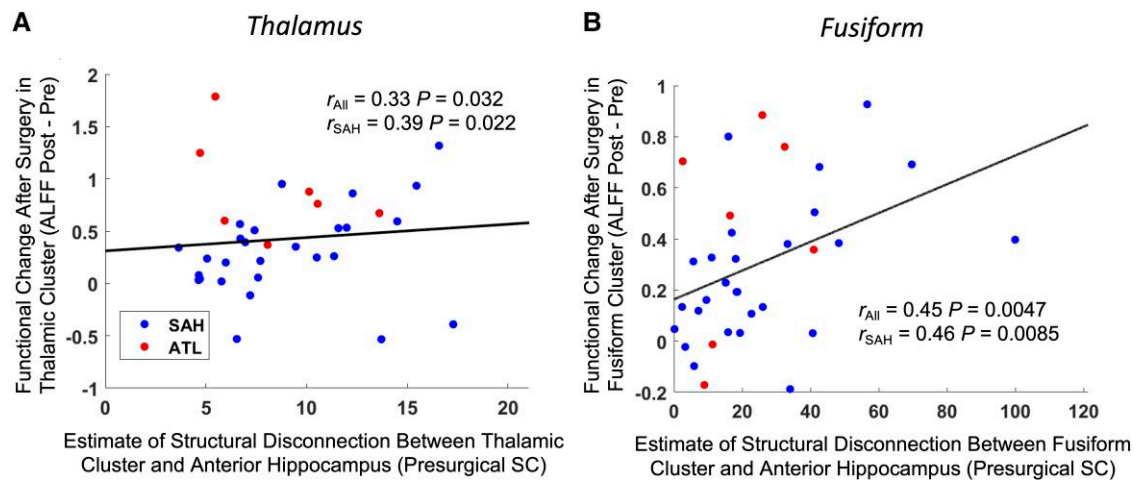 A
Thalamus
Functional Change After Surgery in
Thalamic Cluster (ALFF Post - Pre)
2
1.5
1
0.5
0
-0.5
-1
r_All = 0.33 P = 0.032
r_SAH = 0.39 P = 0.022
SAH
ATL
0 5 10 15 20
Estimate of Structural Disconnection Between Thalamic
Cluster and Anterior Hippocampus (Presurgical SC)
B
Fusiform
Functional Change After Surgery in
Fusiform Cluster (ALFF Post - Pre)
1
0.8
0.6
0.4
0.2
0
-0.2
r_All = 0.45 P = 0.0047
r_SAH = 0.46 P = 0.0085
0 20 40 60 80 100 120
Estimate of Structural Disconnection Between Fusiform
Cluster and Anterior Hippocampus (Presurgical SC)